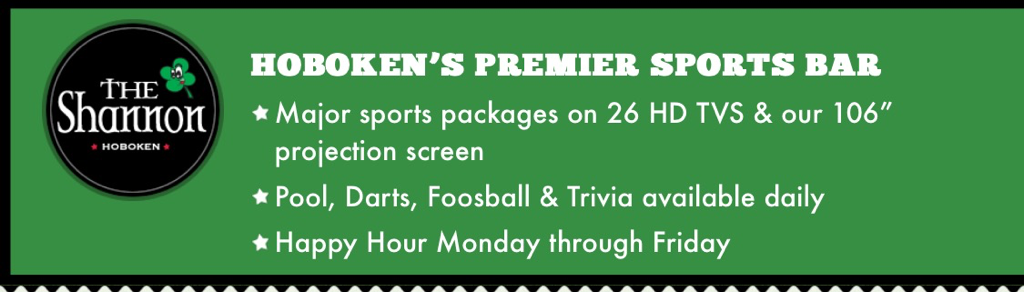 THE
Shannon
HOBOKEN
HOBOKEN'S PREMIER SPORTS BAR
Major sports packages on 26 HD TVS & our 106”
projection screen
Pool, Darts, Foosball & Trivia available daily
Happy Hour Monday through Friday